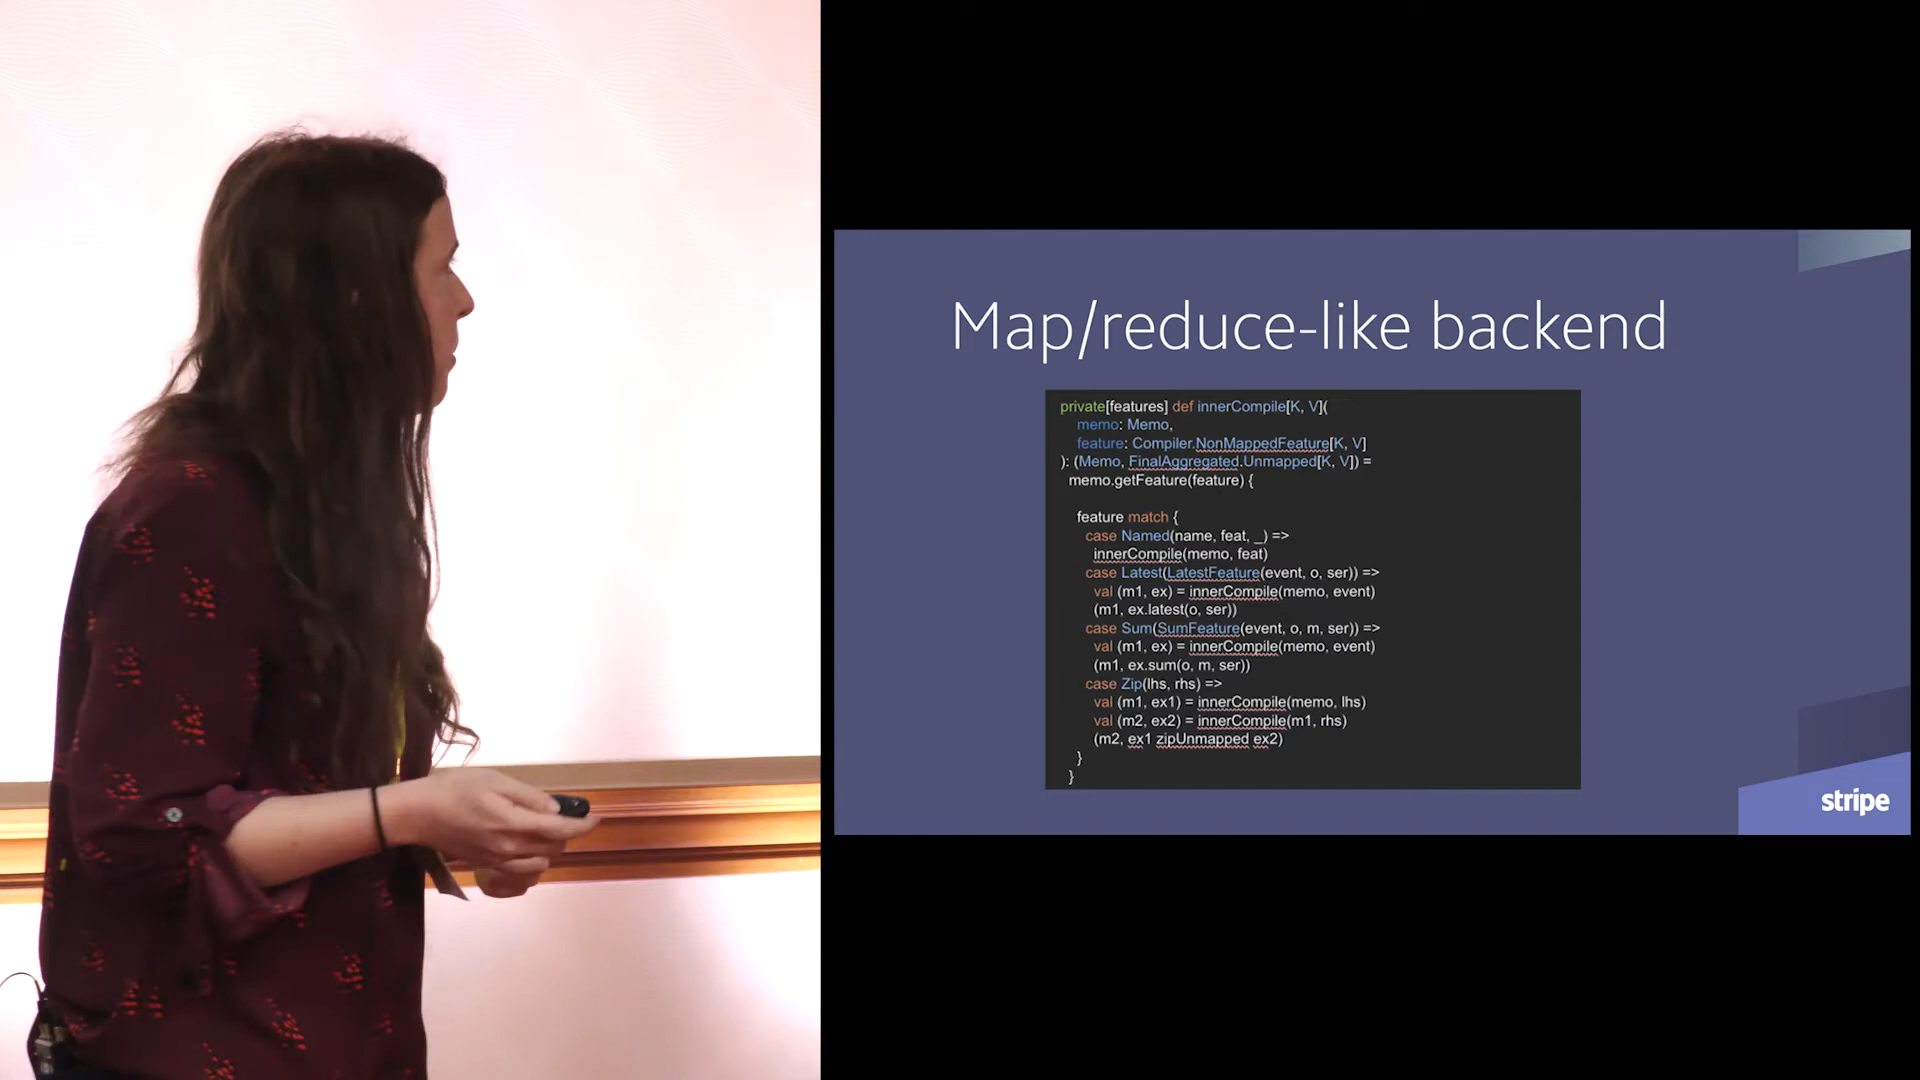 Map/reduce-like backend
private[features] def innerCompile[K, V](
memo: Memo,
feature: Compiler.NonMappedFeature[K, V]
): (Memo, FinalAggregated.Unmapped[K, V]) =
memo.getFeature(feature) {
feature match {
case Named(name, feat, _) =>
innerCompile(memo, feat)
case Latest(LatestFeature(event, o, ser)) =>
val (m1, ex) = innerCompile(memo, event)
(m1, ex.latest(o, ser))
case Sum(SumFeature(event, o, m, ser)) =>
val (m1, ex) = innerCompile(memo, event)
(m1, ex.sum(o, m, ser))
case Zip(lhs, rhs) =>
val (m1, ex1) = innerCompile(memo, lhs)
val (m2, ex2) = innerCompile(m1, rhs)
(m2, ex1 zipUnmapped ex2)
}
}
stripe